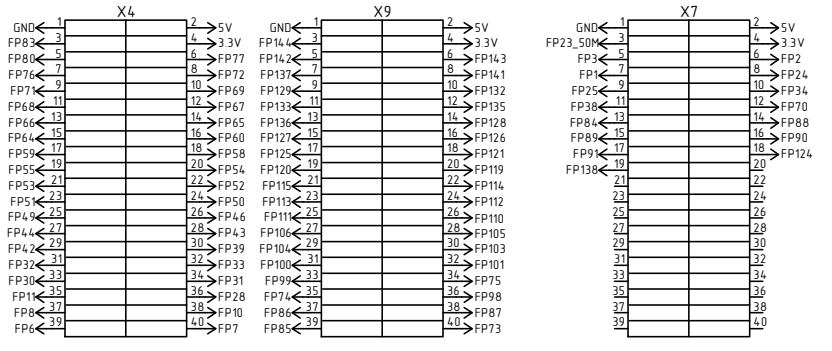 X4 X9 X7
GND 1 2 5V GND 1 2 5V GND 1 2 5V
FP83 3 4 3.3V FP144 3 4 3.3V FP23_50M 3 4 3.3V
FP80 5 6 FP77 FP142 5 6 FP143 FP3 5 6 FP2
FP76 7 8 FP72 FP137 7 8 FP141 FP1 7 8 FP24
FP71 9 10 FP69 FP129 9 10 FP132 FP25 9 10 FP34
FP68 11 12 FP67 FP133 11 12 FP135 FP38 11 12 FP70
FP66 13 14 FP65 FP136 13 14 FP128 FP84 13 14 FP88
FP64 15 16 FP60 FP127 15 16 FP126 FP89 15 16 FP90
FP59 17 18 FP58 FP125 17 18 FP121 FP91 17 18 FP124
FP55 19 20 FP54 FP120 19 20 FP119 FP138 19 20
FP53 21 22 FP52 FP115 21 22 FP114 21 22
FP51 23 24 FP50 FP113 23 24 FP112 23 24
FP49 25 26 FP46 FP111 25 26 FP110 25 26
FP44 27 28 FP43 FP106 27 28 FP105 27 28
FP42 29 30 FP39 FP104 29 30 FP103 29 30
FP32 31 32 FP33 FP100 31 32 FP101 31 32
FP30 33 34 FP31 FP99 33 34 FP75 33 34
FP11 35 36 FP28 FP74 35 36 FP98 35 36
FP8 37 38 FP10 FP86 37 38 FP87 37 38
FP6 39 40 FP7 FP85 39 40 FP73 39 40